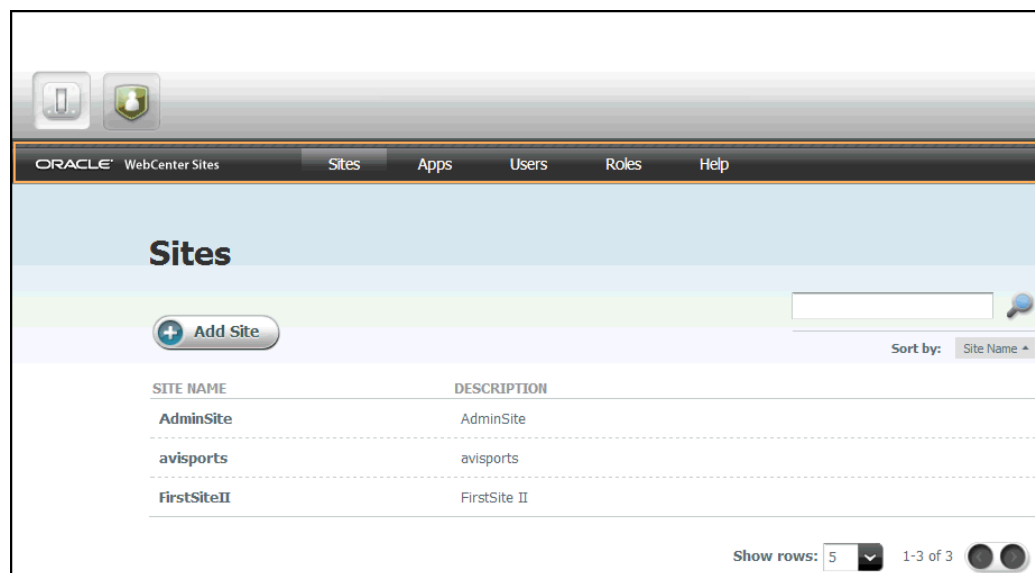 ORACLE WebCenter Sites Sites Apps Users Roles Help
Sites
Add Site
Sort by: Site Name
SITE NAME DESCRIPTION
AdminSite AdminSite
avisports avisports
FirstSiteII FirstSite II
Show rows: 5 1-3 of 3